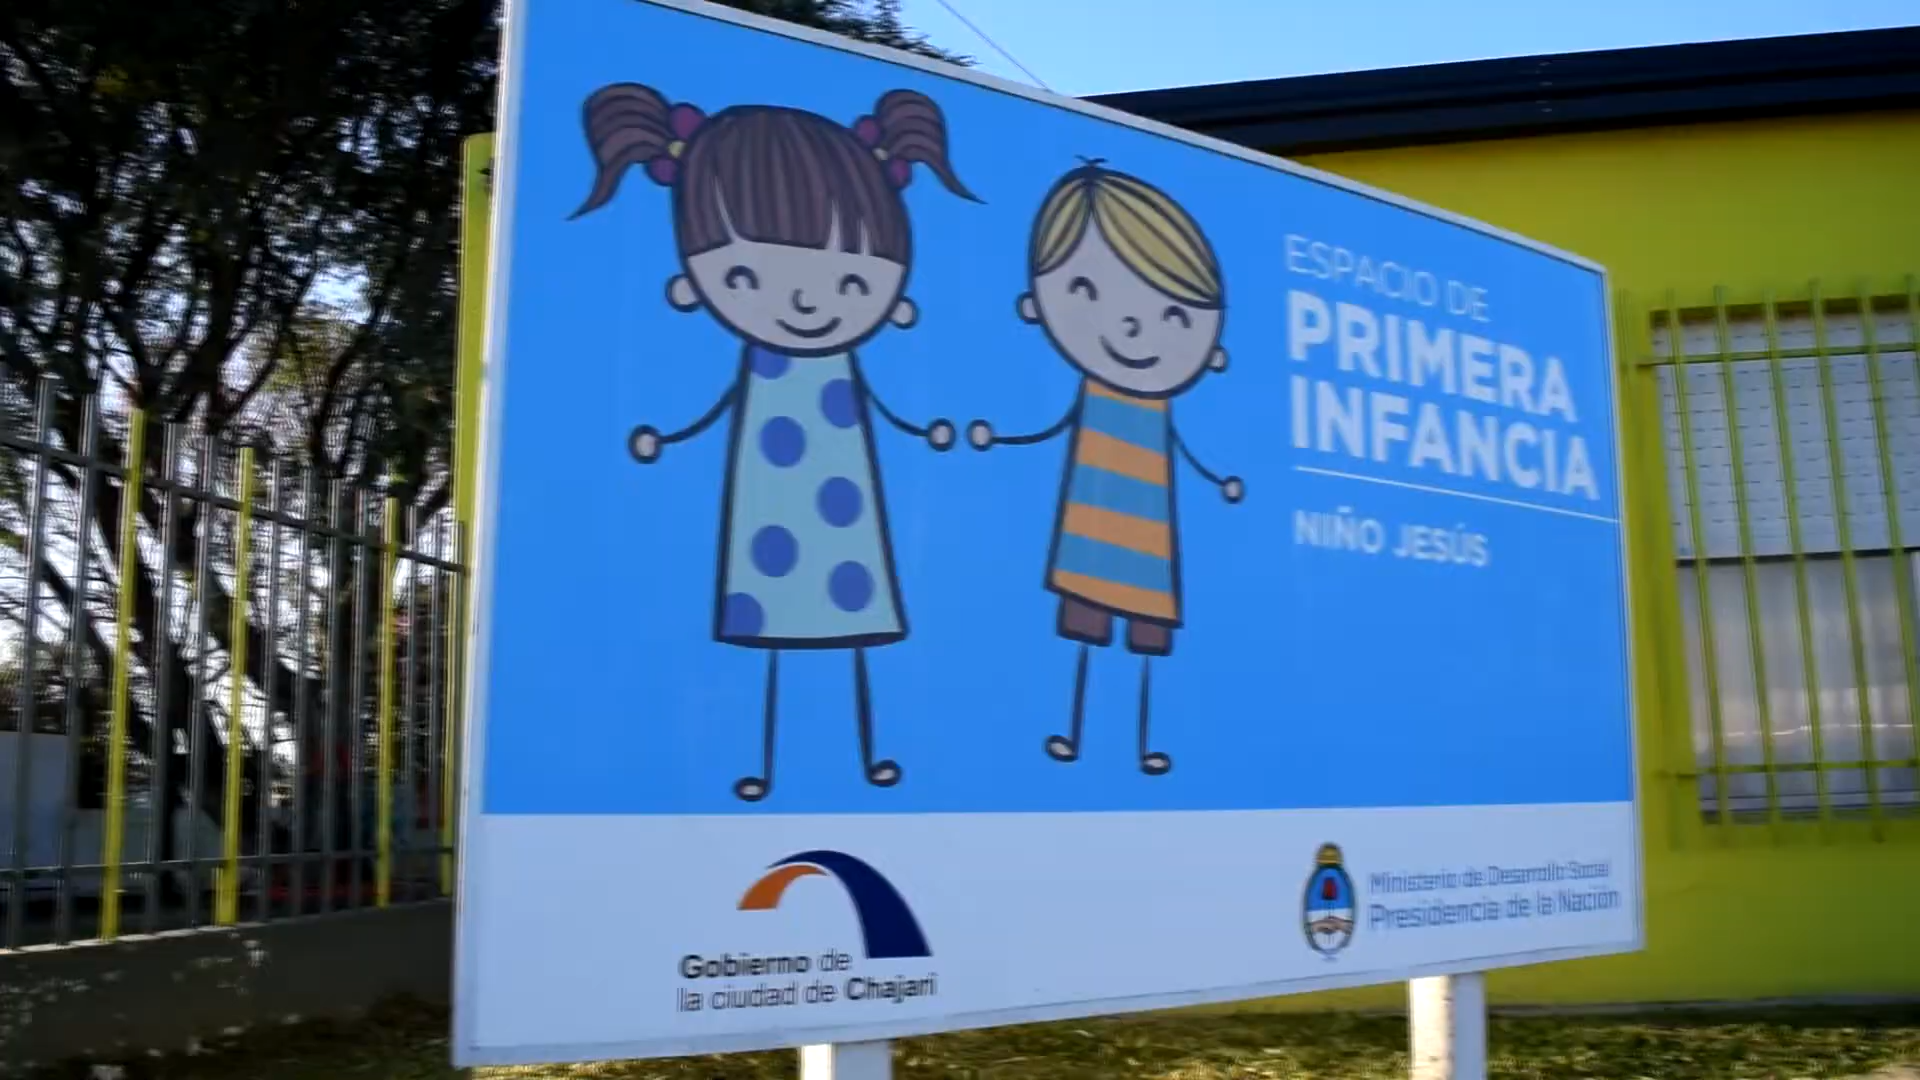 ESPACIO DE
PRIMERA
INFANCIA
NIÑO JESÚS
Gobierno de
la ciudad de Chajarí
Ministerio de Desarrollo Social
Presidencia de la Nación